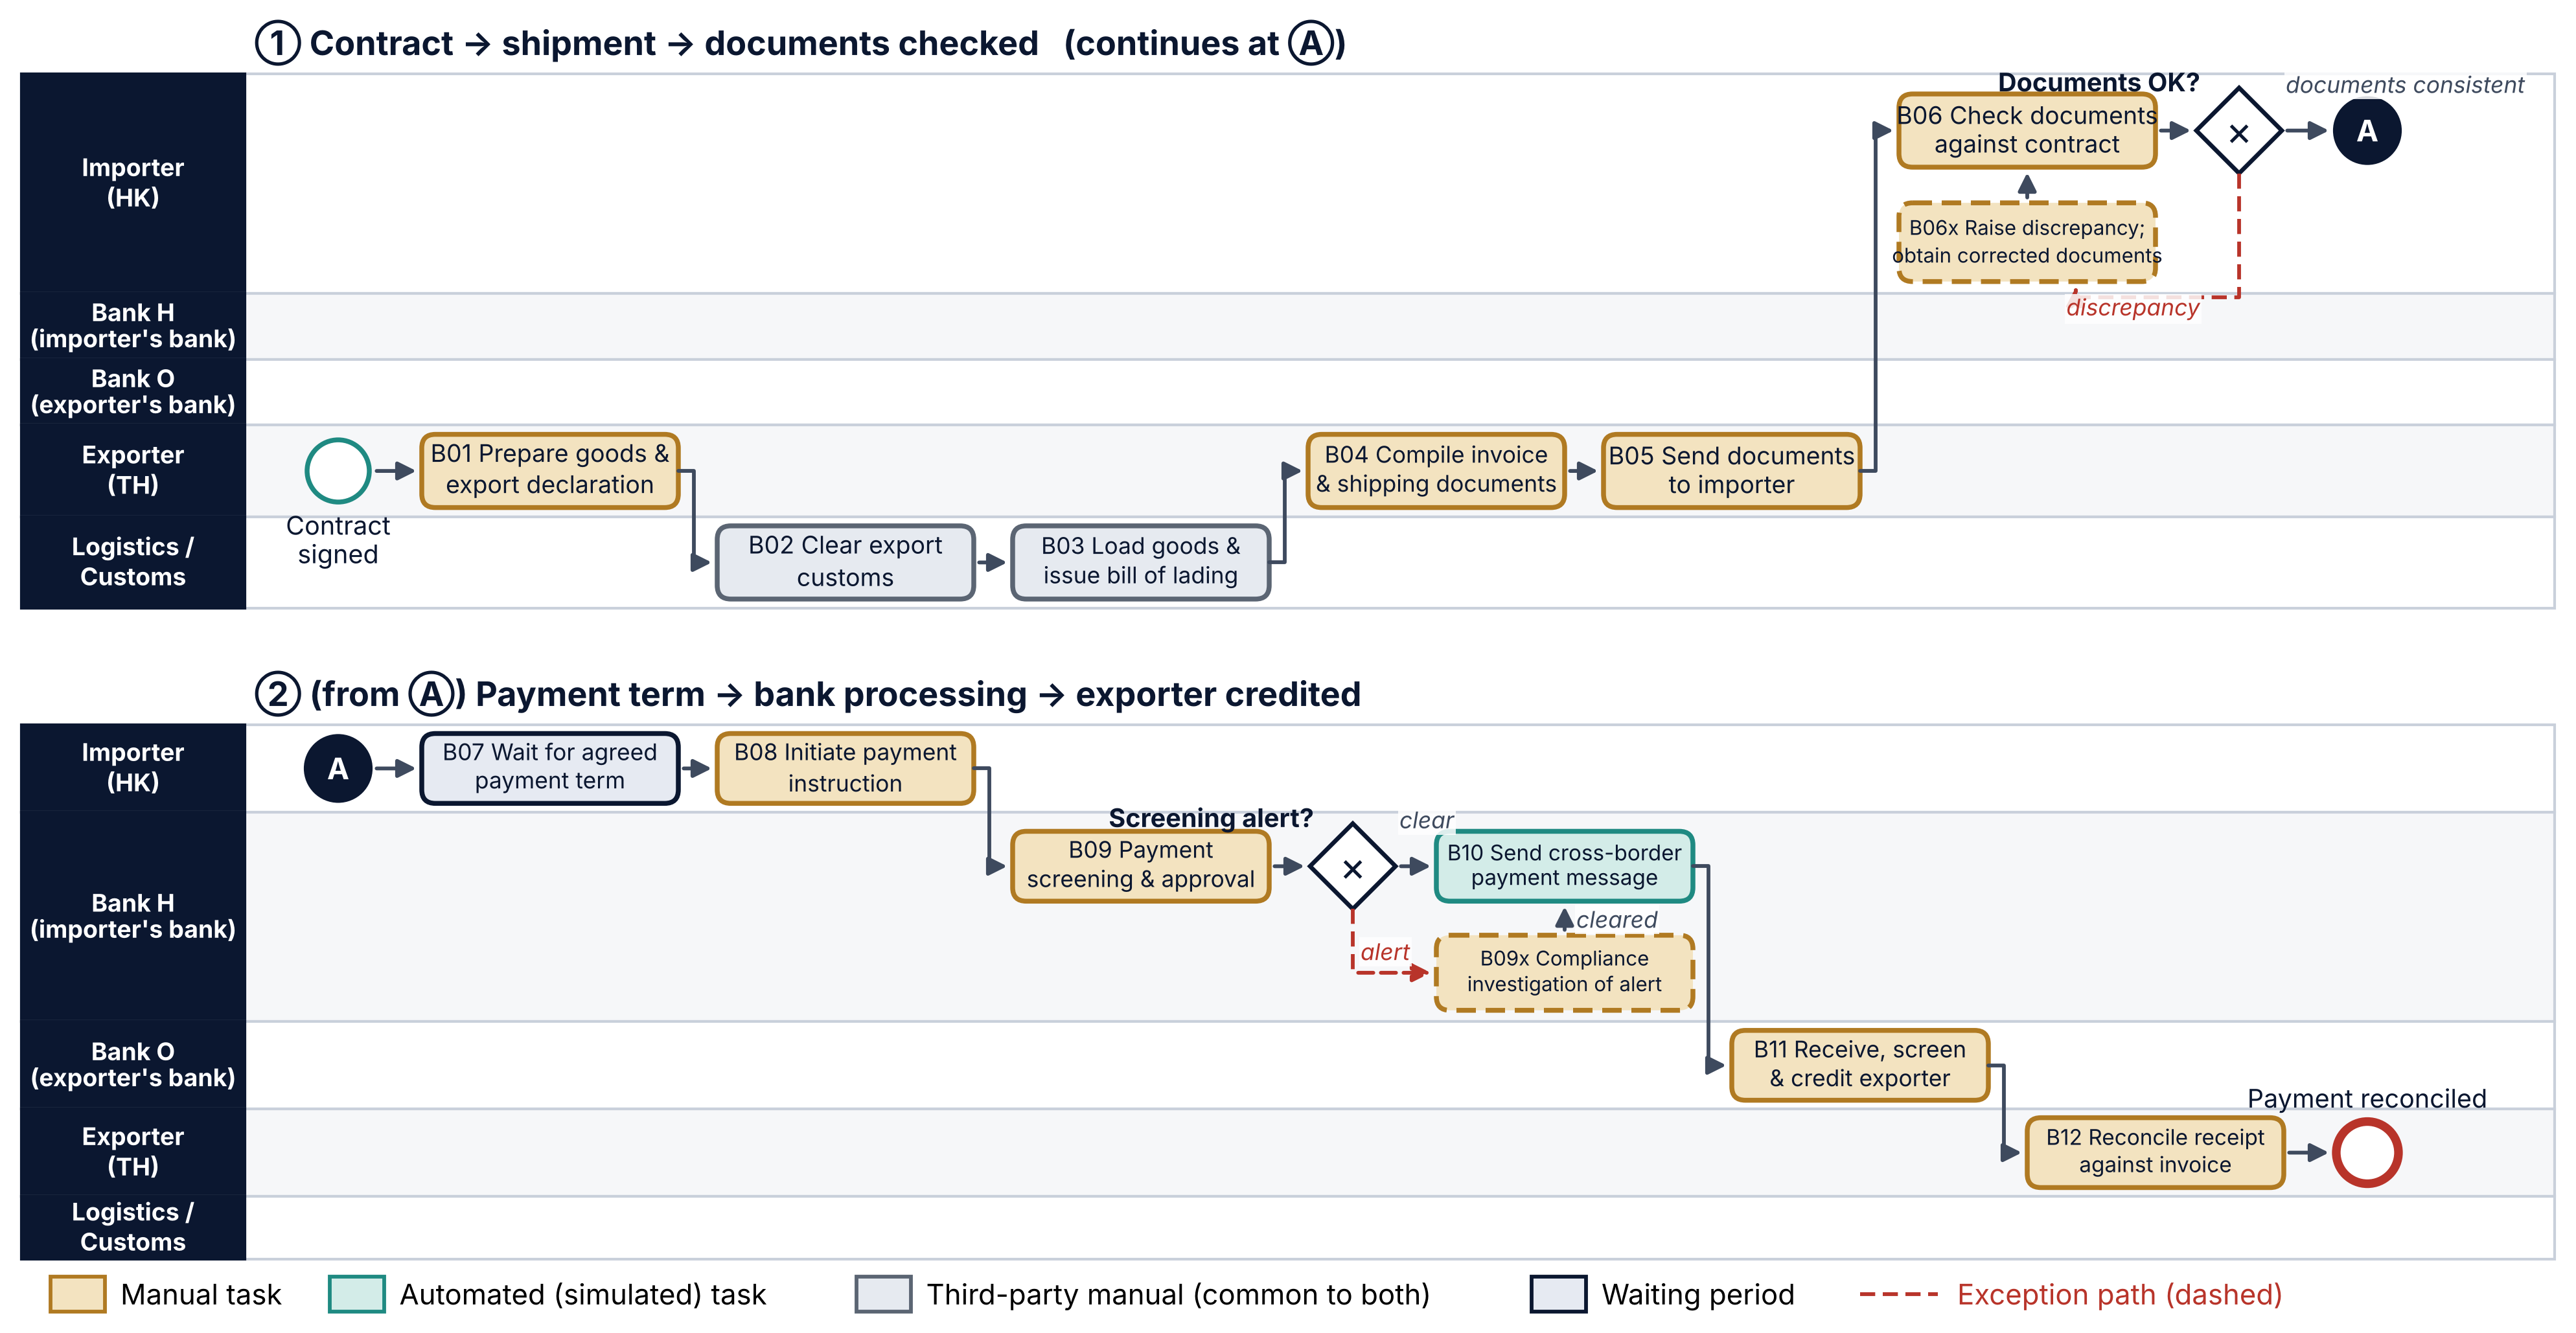 ① Contract → shipment → documents checked (continues at Ⓐ)
Importer
(HK)
Bank H
(importer's bank)
Bank O
(exporter's bank)
Exporter
(TH)
Logistics /
Customs
Contract
signed
B01 Prepare goods &
export declaration
B02 Clear export
customs
B03 Load goods &
issue bill of lading
B04 Compile invoice
& shipping documents
B05 Send documents
to importer
B06 Check documents
against contract
Documents OK?
×
documents consistent
A
B06x Raise discrepancy;
obtain corrected documents
discrepancy
② (from Ⓐ) Payment term → bank processing → exporter credited
Importer
(HK)
Bank H
(importer's bank)
Bank O
(exporter's bank)
Exporter
(TH)
Logistics /
Customs
A
B07 Wait for agreed
payment term
B08 Initiate payment
instruction
B09 Payment
screening & approval
Screening alert?
×
clear
B10 Send cross-border
payment message
cleared
alert
B09x Compliance
investigation of alert
B11 Receive, screen
& credit exporter
B12 Reconcile receipt
against invoice
Payment reconciled
Manual task
Automated (simulated) task
Third-party manual (common to both)
Waiting period
Exception path (dashed)